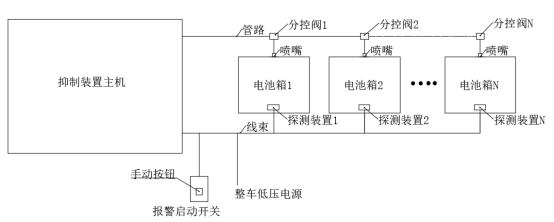 分控阀1
分控阀2
分控阀N
管路
喷嘴
喷嘴
喷嘴
抑制装置主机
电池箱1
电池箱2
电池箱N
探测装置1
探测装置2
探测装置N
线束
手动按钮
整车低压电源
报警启动开关